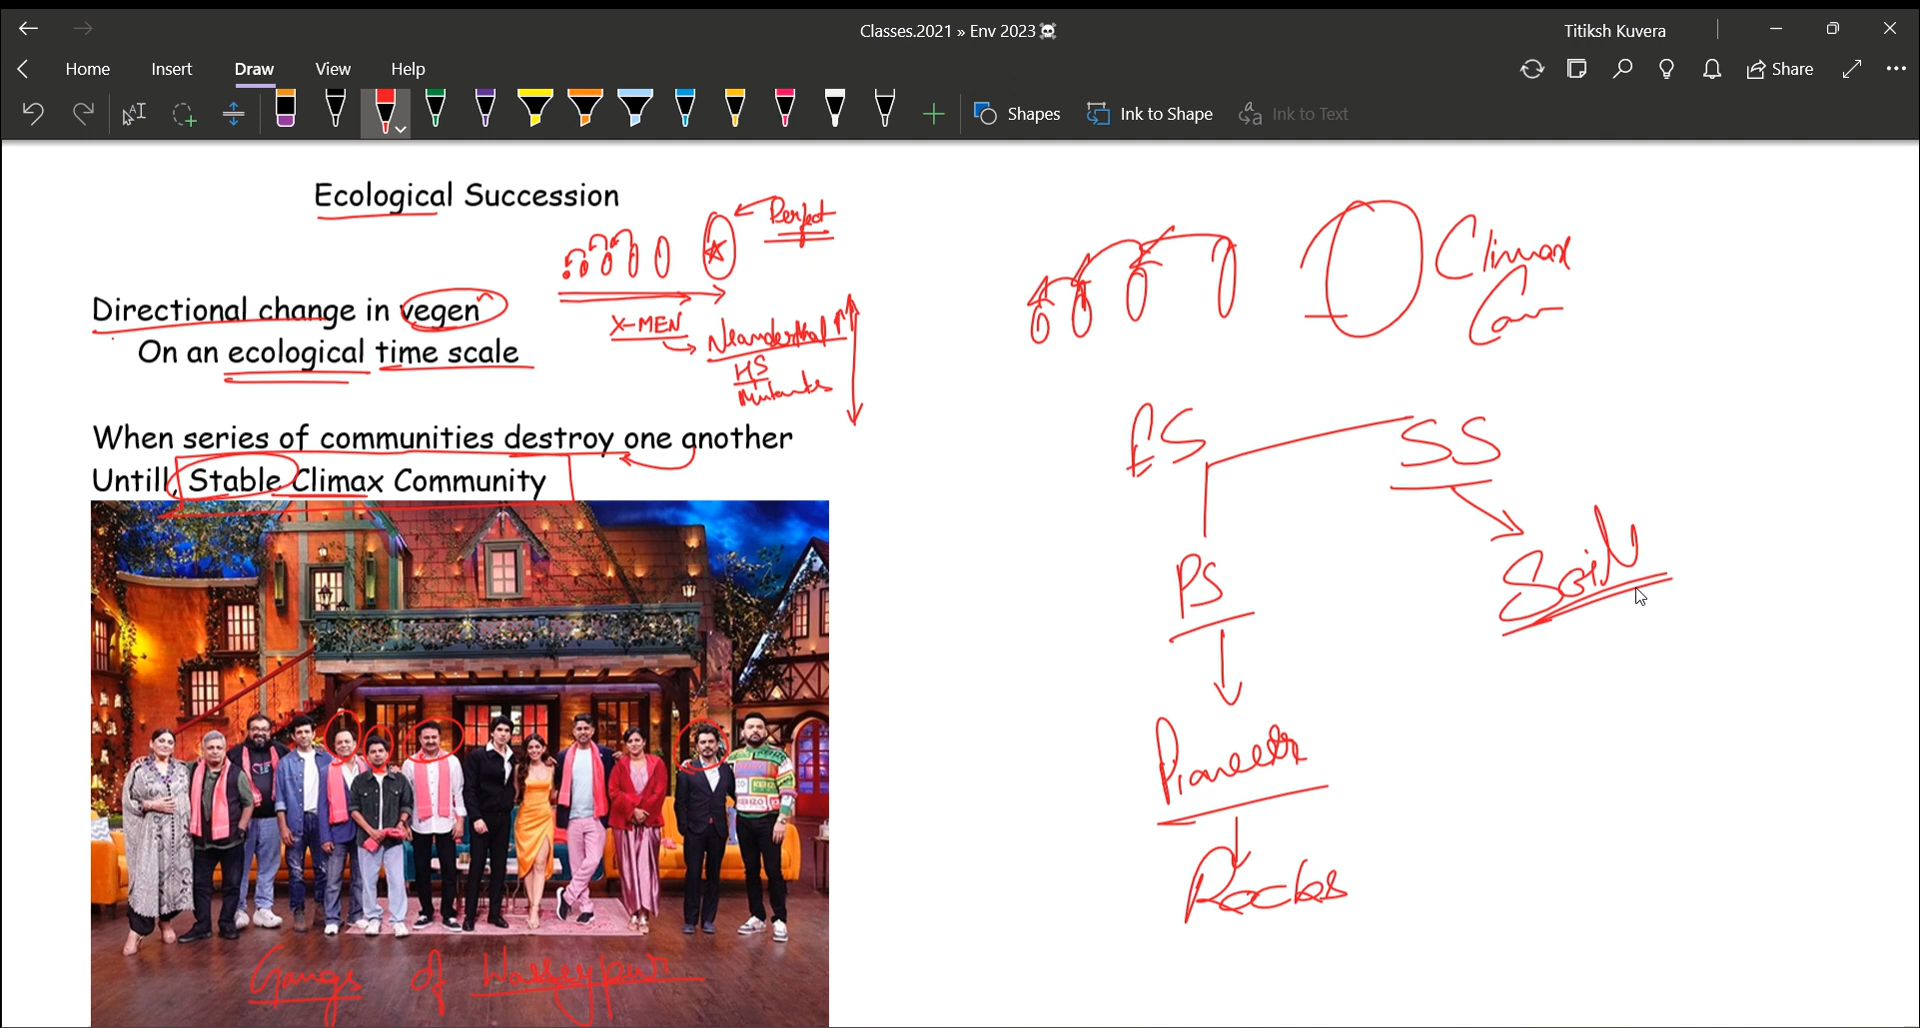 Classes.2021 » Env 2023
Titiksh Kuvera
Home Insert Draw View Help
Share
Shapes Ink to Shape Ink to Text
Ecological Succession
Perfect
Climax
Com
Directional change in vegen
X-MEN
Neanderthal
On an ecological time scale
HS
Mutants
When series of communities destroy one another
Untill, Stable Climax Community
ES
SS
PS
Soil
Pioneer
Rocks
Gangs of Wasseypur